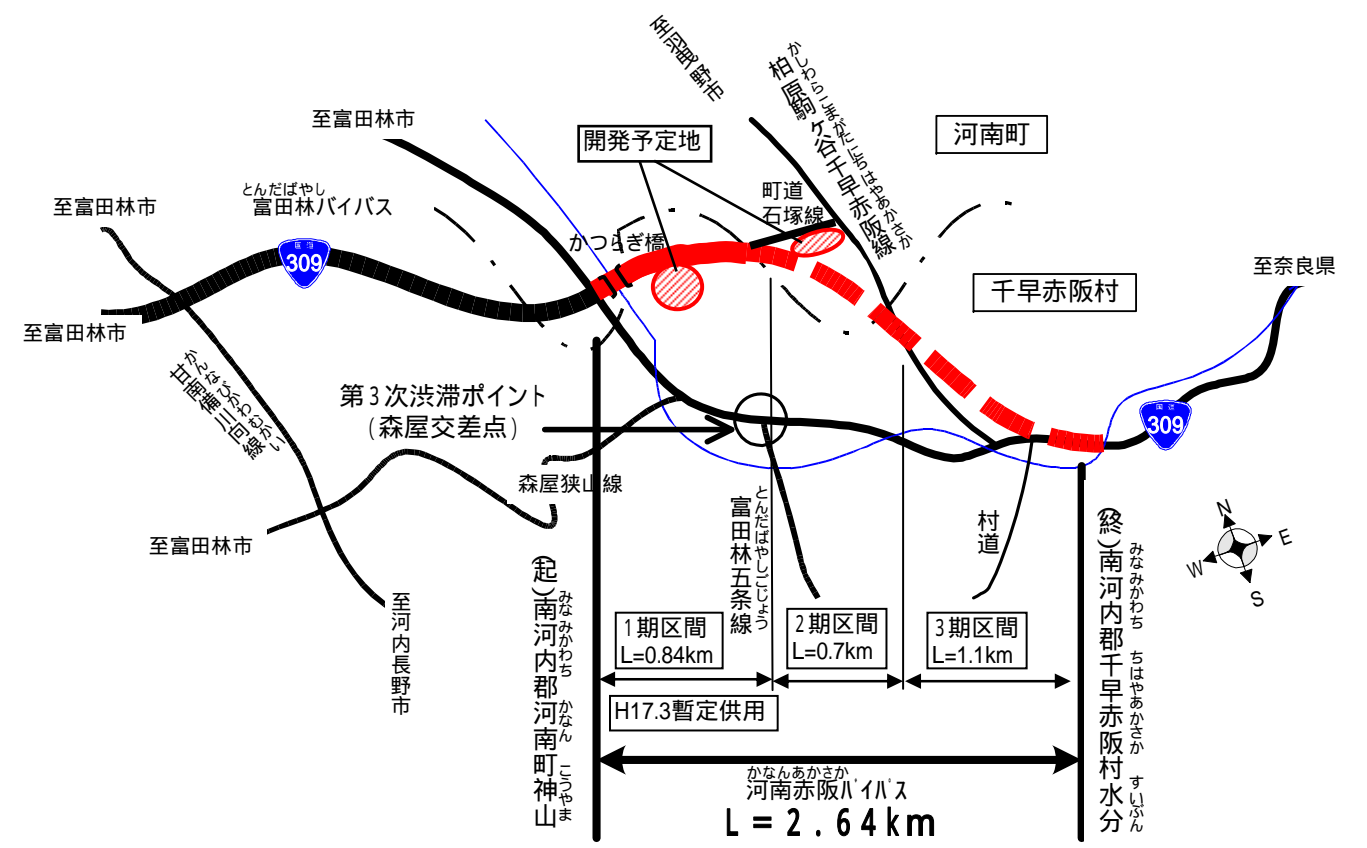 至羽曳野市
かしわらこまがたにちはやあかさか
柏原駒ヶ谷千早赤阪線
至富田林市
開発予定地
河南町
とんだばやし
富田林バイパス
至富田林市
町道
石塚線
かつらぎ橋
国道
309
至奈良県
千早赤阪村
至富田林市
かんなびかわむかい
甘南備川向線
第3次渋滞ポイント
(森屋交差点)
国道
309
森屋狭山線
とんだばやしごじょう
富田林五条線
村道
N
E
W
S
至富田林市
至河内長野市
(起)南河内郡河南町神山
みなみかわち かなん こうやま
(終)南河内郡千早赤阪村水分
みなみかわち ちはやあかさか すいぶん
1期区間
L=0.84km
2期区間
L=0.7km
3期区間
L=1.1km
H17.3暫定供用
かなんあかさか
河南赤阪バイパス
L=2.64km